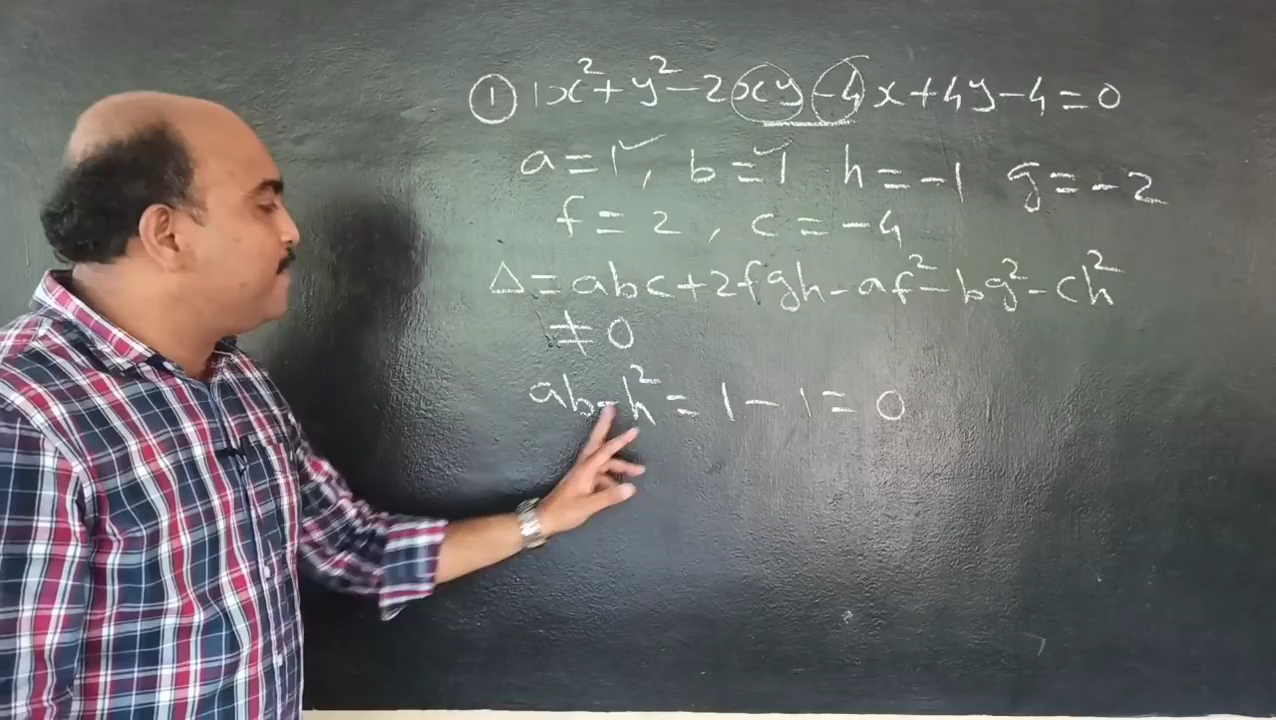 ① 1x²+y²-2xy-4x+4y-4=0
a=1✓, b=1✓ h=-1 g=-2
f=2, c=-4
Δ=abc+2fgh-af²-bg²-ch²
≠0
ab-h²=1-1=0